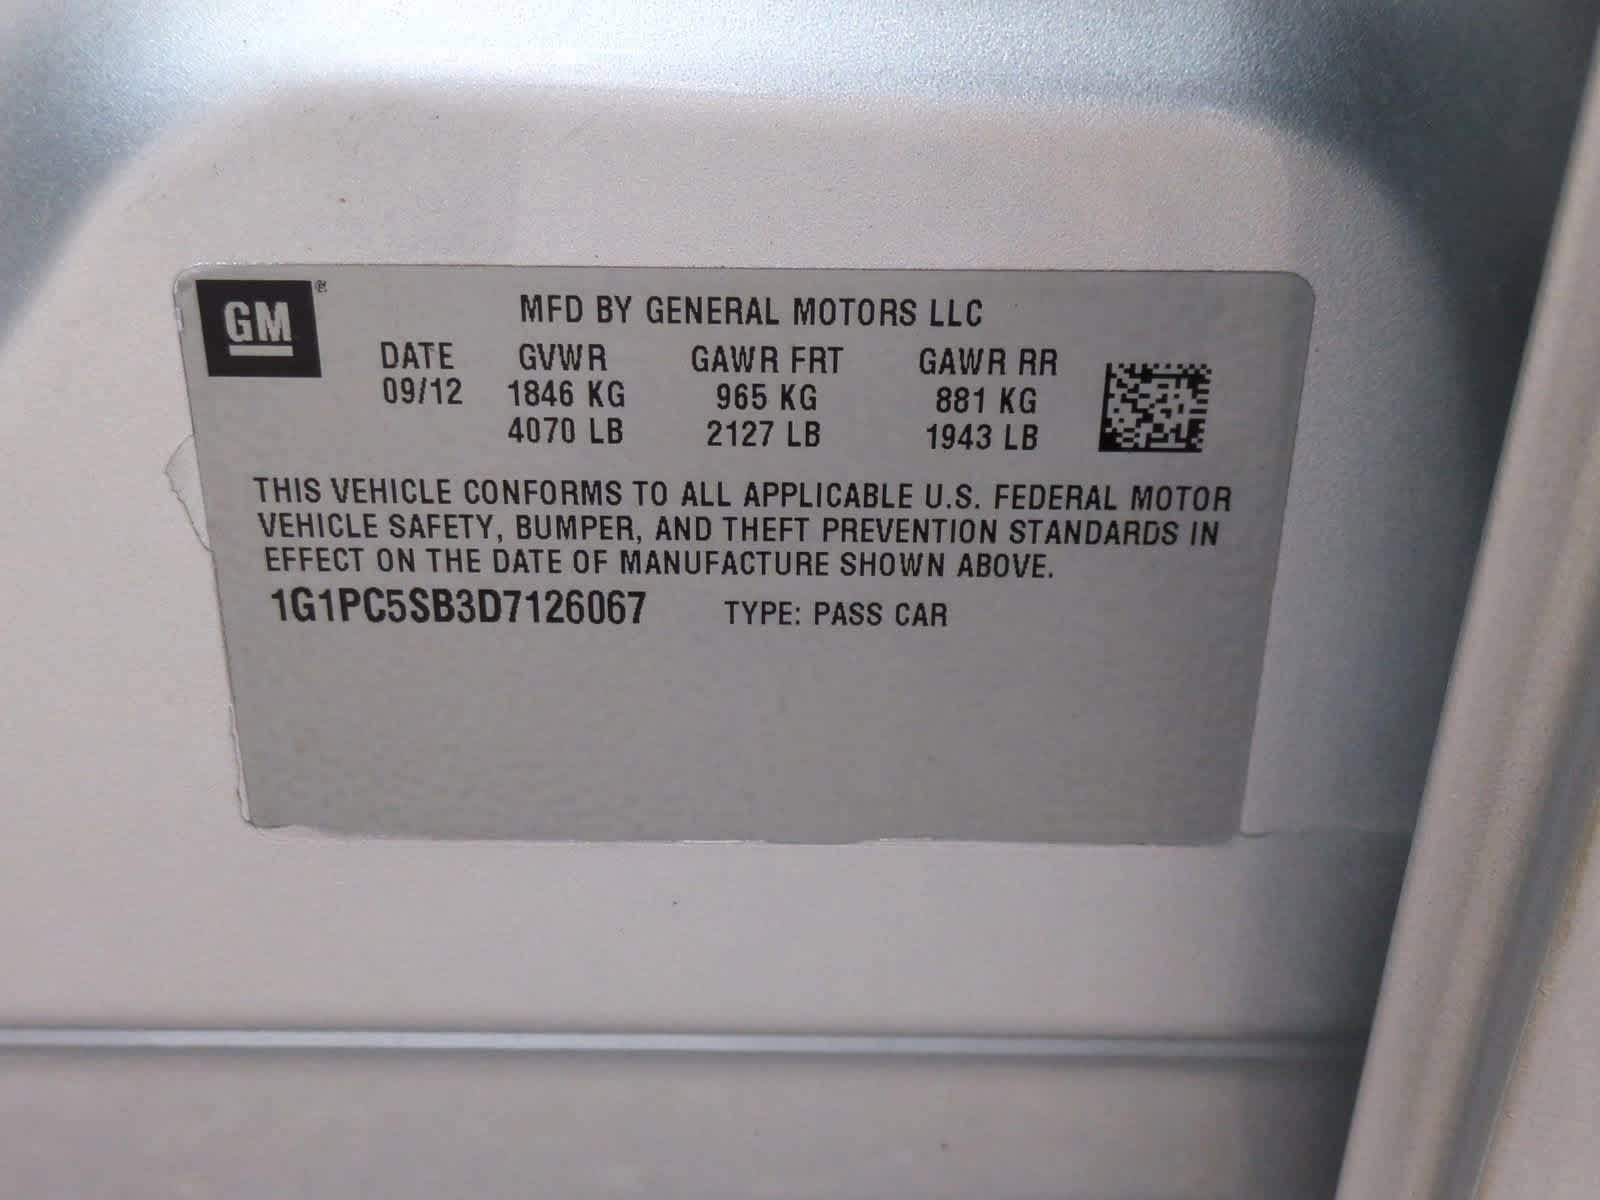 GM®
MFD BY GENERAL MOTORS LLC
DATE GVWR GAWR FRT GAWR RR
09/12 1846 KG 965 KG 881 KG
4070 LB 2127 LB 1943 LB
THIS VEHICLE CONFORMS TO ALL APPLICABLE U.S. FEDERAL MOTOR
VEHICLE SAFETY, BUMPER, AND THEFT PREVENTION STANDARDS IN
EFFECT ON THE DATE OF MANUFACTURE SHOWN ABOVE.
1G1PC5SB3D7126067 TYPE: PASS CAR